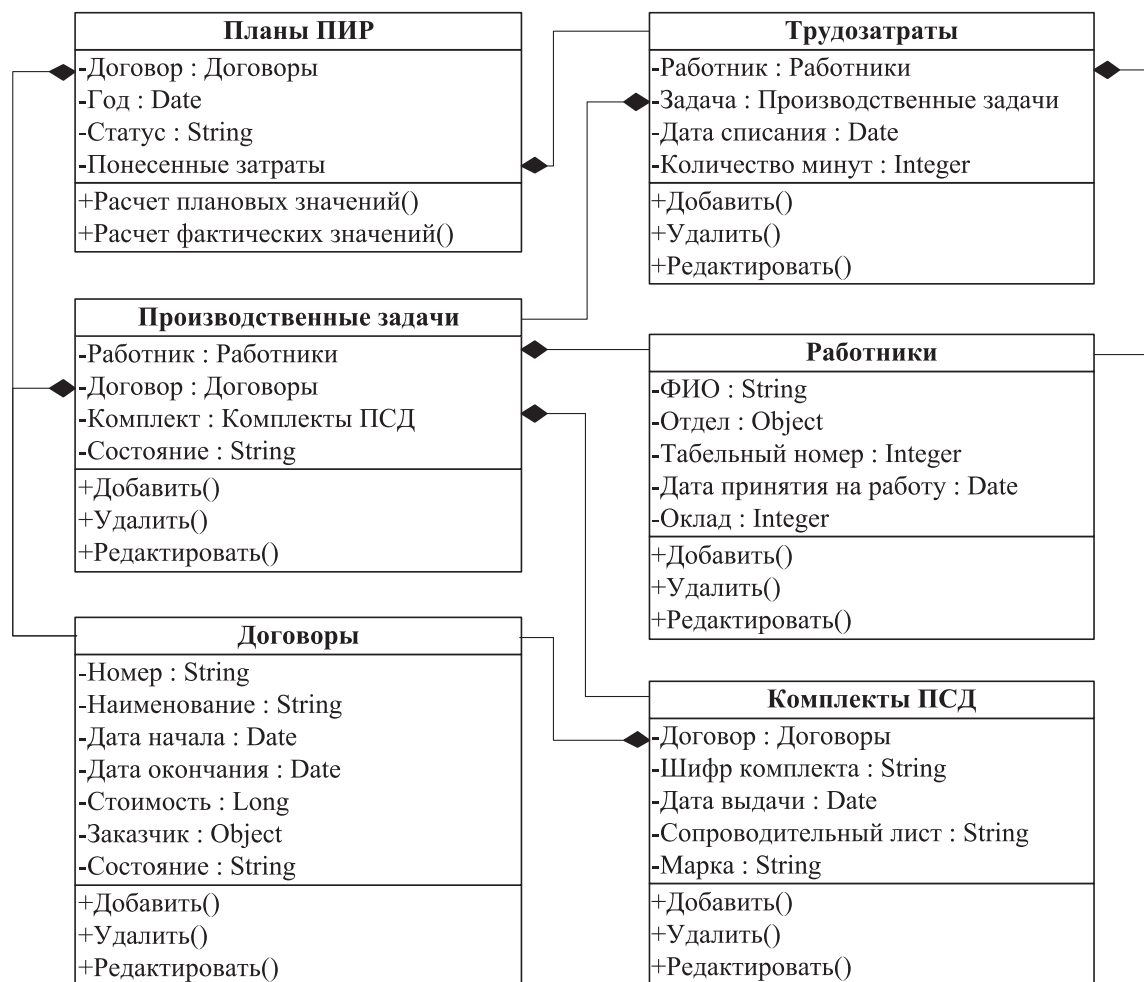 Планы ПИР
-Договор : Договоры
-Год : Date
-Статус : String
-Понесенные затраты
+Расчет плановых значений()
+Расчет фактических значений()
Трудозатраты
-Работник : Работники
-Задача : Производственные задачи
-Дата списания : Date
-Количество минут : Integer
+Добавить()
+Удалить()
+Редактировать()
Производственные задачи
-Работник : Работники
-Договор : Договоры
-Комплект : Комплекты ПСД
-Состояние : String
+Добавить()
+Удалить()
+Редактировать()
Работники
-ФИО : String
-Отдел : Object
-Табельный номер : Integer
-Дата принятия на работу : Date
-Оклад : Integer
+Добавить()
+Удалить()
+Редактировать()
Договоры
-Номер : String
-Наименование : String
-Дата начала : Date
-Дата окончания : Date
-Стоимость : Long
-Заказчик : Object
-Состояние : String
+Добавить()
+Удалить()
+Редактировать()
Комплекты ПСД
-Договор : Договоры
-Шифр комплекта : String
-Дата выдачи : Date
-Сопроводительный лист : String
-Марка : String
+Добавить()
+Удалить()
+Редактировать()